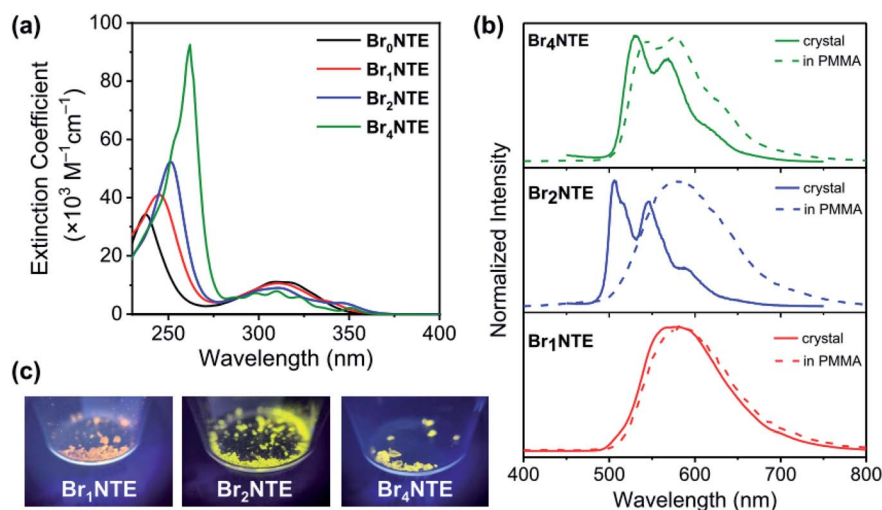 (a)
Br₀NTE
Br₁NTE
Br₂NTE
Br₄NTE
Extinction Coefficient
(×10³ M⁻¹cm⁻¹)
100
80
60
40
20
0
250
300
350
400
Wavelength (nm)
(b)
Br₄NTE
crystal
in PMMA
Br₂NTE
crystal
in PMMA
Br₁NTE
crystal
in PMMA
Normalized Intensity
400
450
500
550
600
700
800
Wavelength (nm)
(c)
Br₁NTE
Br₂NTE
Br₄NTE